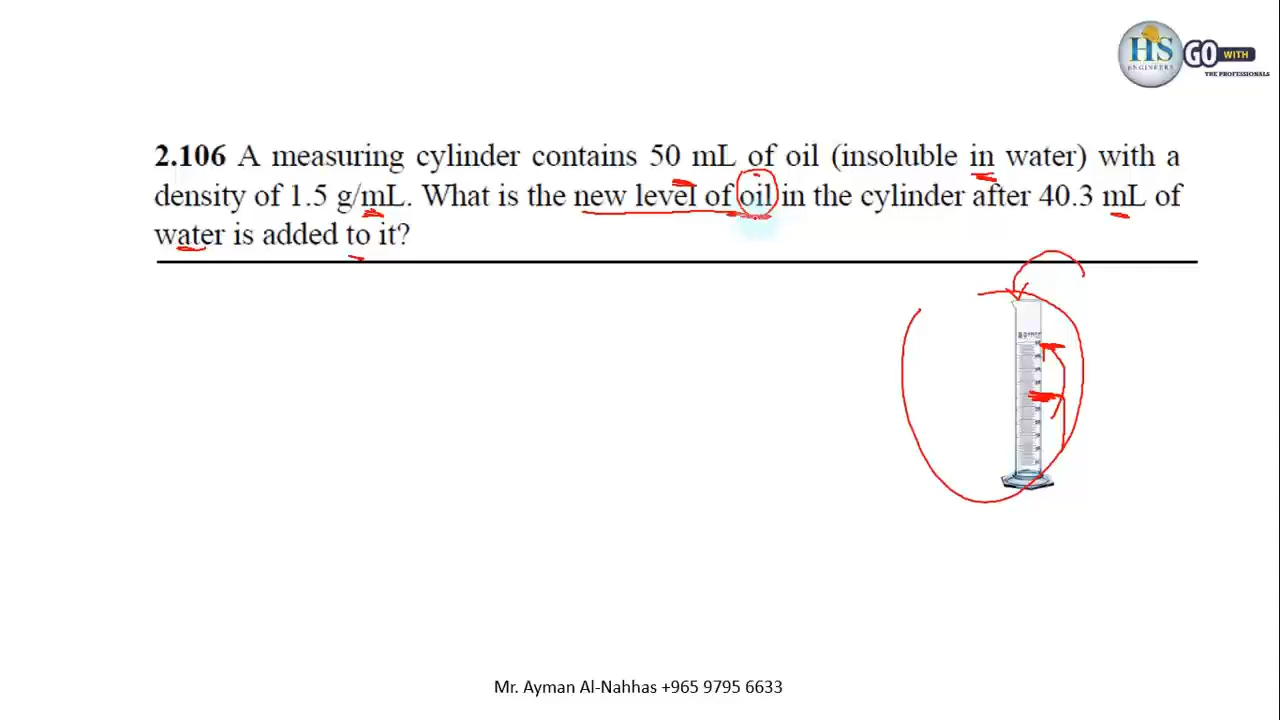 HS
ENGINEERS
GO WITH
THE PROFESSIONALS
2.106 A measuring cylinder contains 50 mL of oil (insoluble in water) with a
density of 1.5 g/mL. What is the new level of oil in the cylinder after 40.3 mL of
water is added to it?
Mr. Ayman Al-Nahhas +965 9795 6633